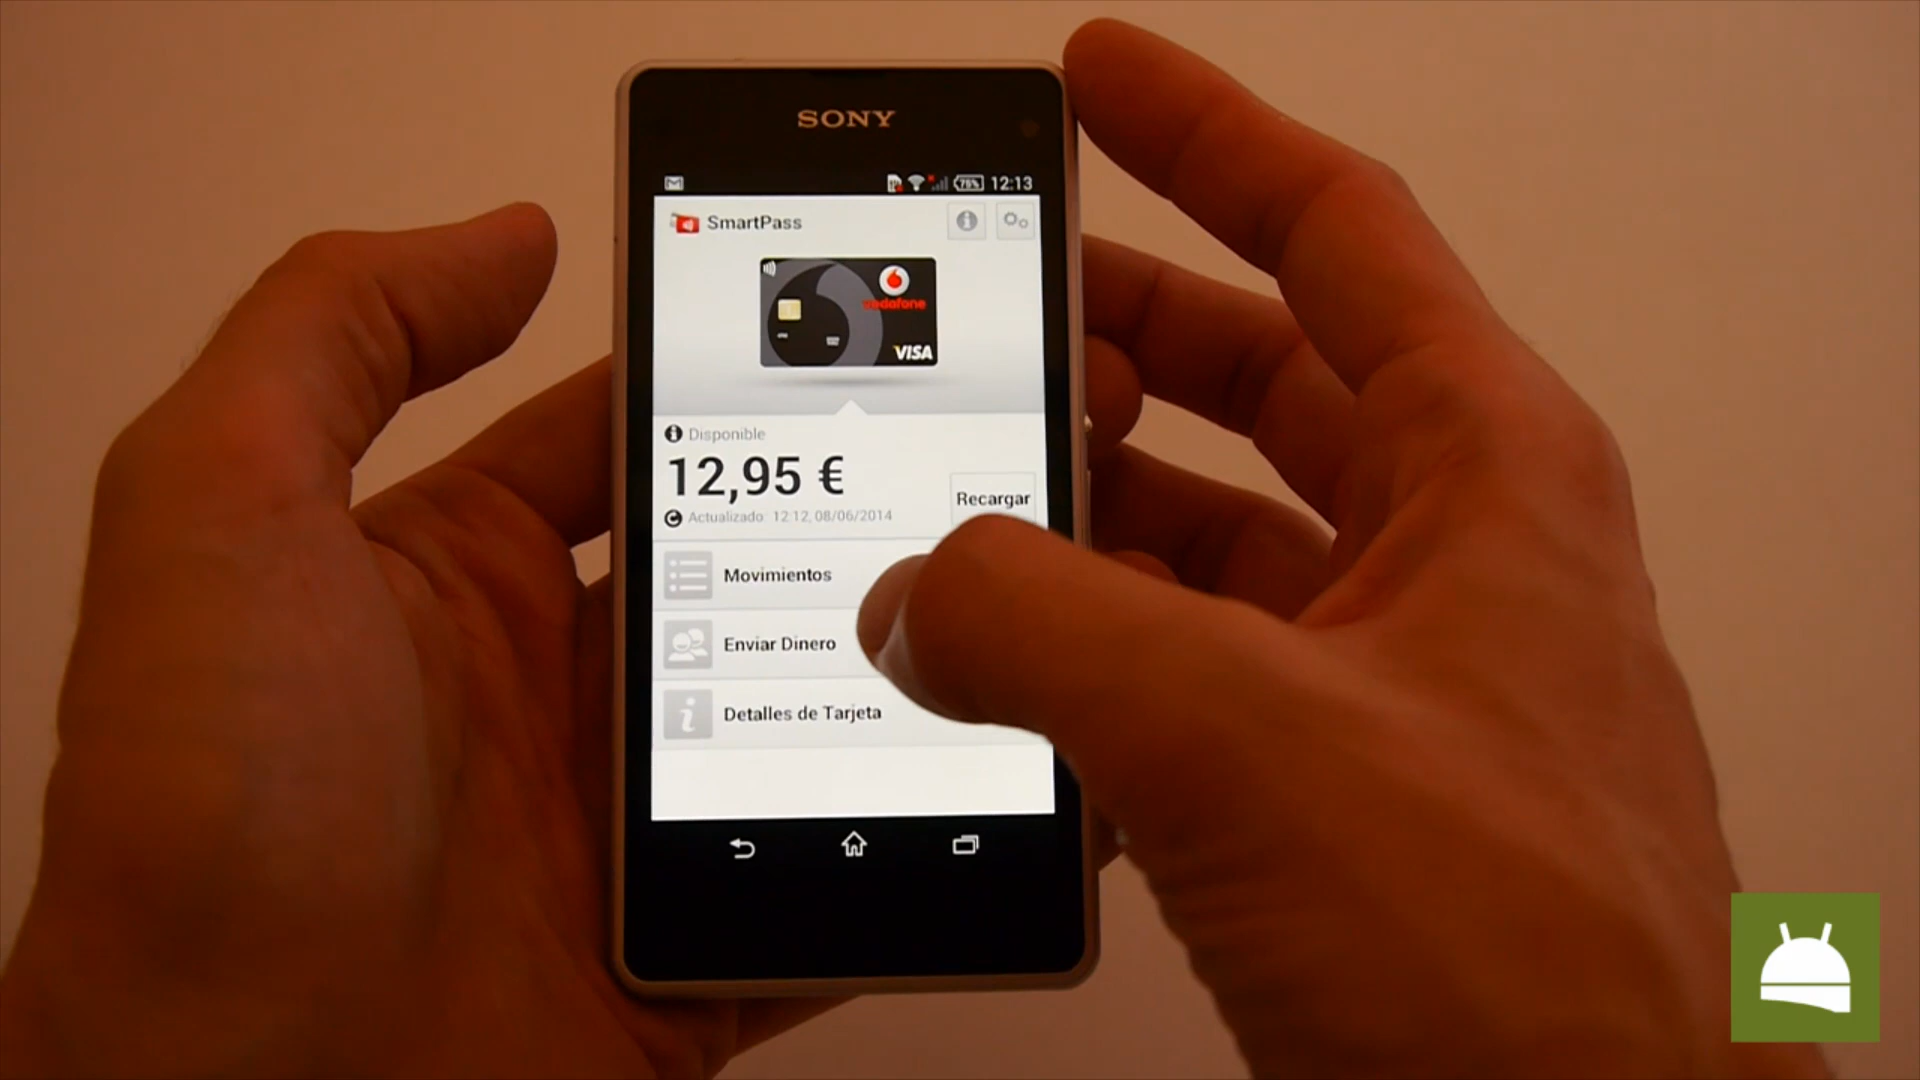 SONY
75% 12:13
SmartPass
vodafone
VISA
Disponible
12,95 €
Actualizado: 12:12, 08/06/2014
Recargar
Movimientos
Enviar Dinero
Detalles de Tarjeta